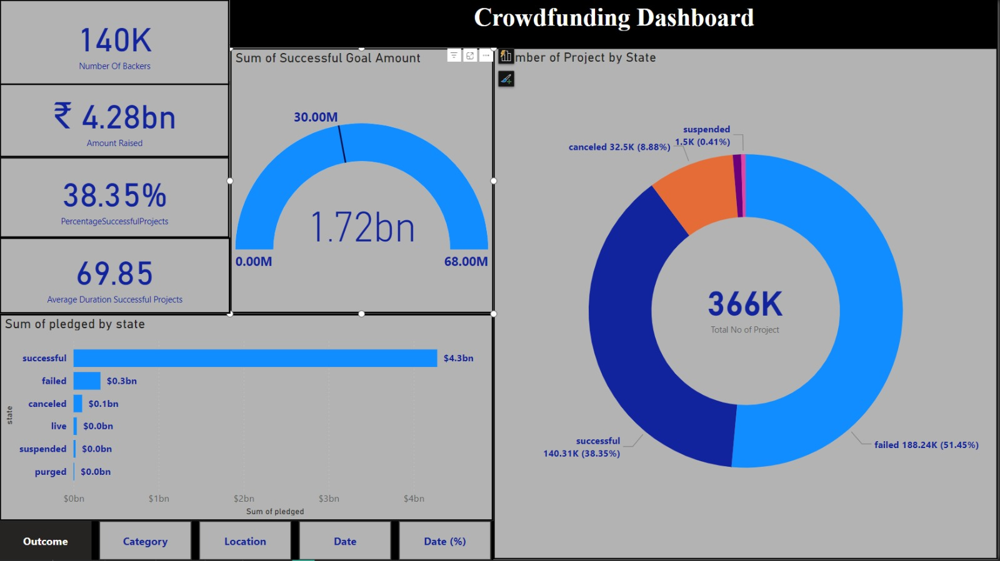 Crowdfunding Dashboard
140K
Number Of Backers
₹ 4.28bn
Amount Raised
38.35%
PercentageSuccessfulProjects
69.85
Average Duration Successful Projects
Sum of Successful Goal Amount
30.00M
1.72bn
0.00M
68.00M
mber of Project by State
suspended
1.5K (0.41%)
canceled 32.5K (8.88%)
366K
Total No of Project
successful
140.31K (38.35%)
failed 188.24K (51.45%)
Sum of pledged by state
state
successful $4.3bn
failed $0.3bn
canceled $0.1bn
live $0.0bn
suspended $0.0bn
purged $0.0bn
$0bn $1bn $2bn $3bn $4bn
Sum of pledged
Outcome Category Location Date Date (%)